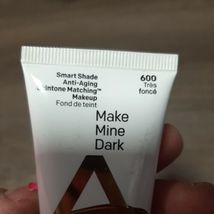 Smart Shade
Anti-Aging
Skintone Matching™
Makeup
Fond de teint
600
Très
foncé
Make
Mine
Dark